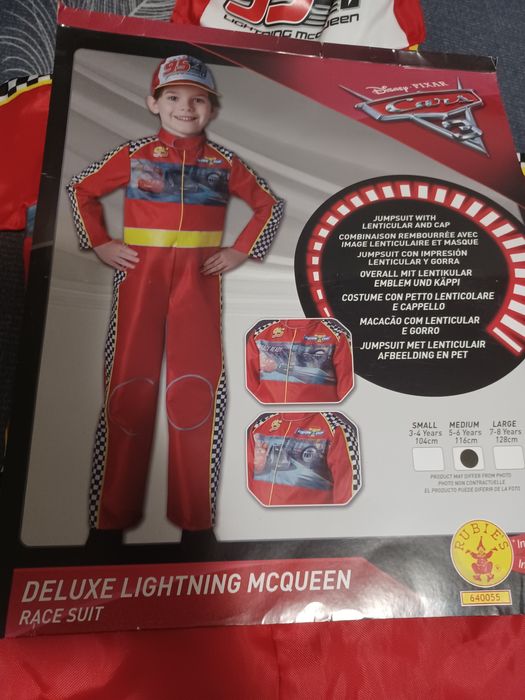 95
LIGHTNING McQUEEN
95
Disney·PIXAR
Cars
3
JUMPSUIT WITH
LENTICULAR AND CAP
COMBINAISON REMBOURRÉE AVEC
IMAGE LENTICULAIRE ET MASQUE
JUMPSUIT CON IMPRESIÓN
LENTICULAR Y GORRA
OVERALL MIT LENTIKULAR
EMBLEM UND KÄPPI
COSTUME CON PETTO LENTICOLARE
E CAPPELLO
MACACÃO COM LENTICULAR
E GORRO
JUMPSUIT MET LENTICULAIR
AFBEELDING EN PET
SMALL MEDIUM LARGE
3-4 Years 5-6 Years 7-8 Years
104cm 116cm 128cm
PRODUCT MAY DIFFER FROM PHOTO
PHOTO NON CONTRACTUELLE
EL PRODUCTO PUEDE DIFERIR DE LA FOTO
RUBIE'S
640055
DELUXE LIGHTNING MCQUEEN
RACE SUIT